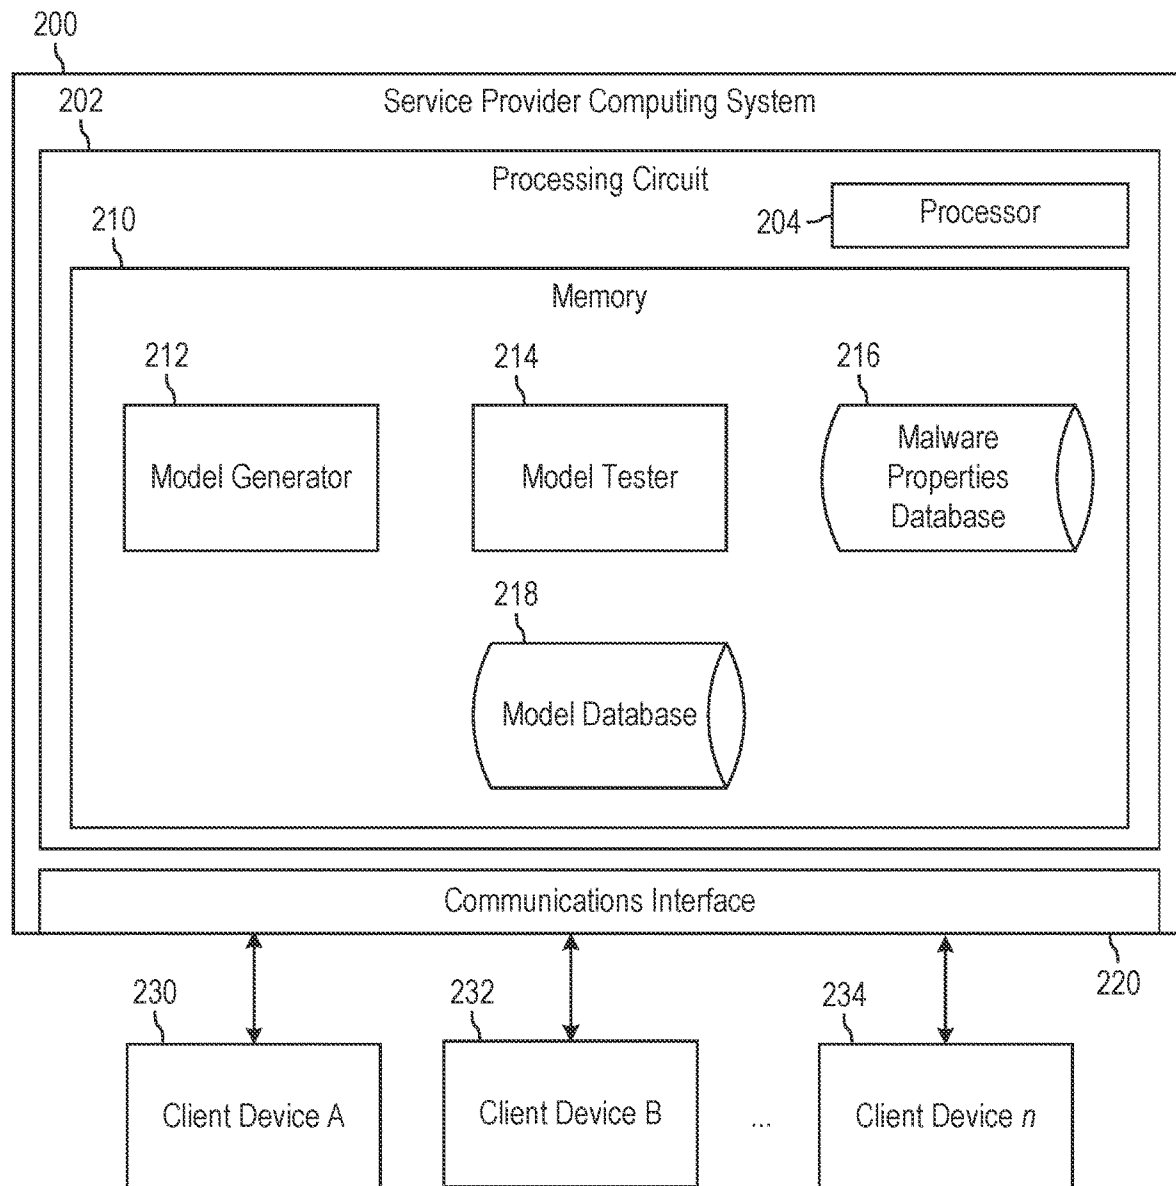 200
Service Provider Computing System
202
Processing Circuit
204
Processor
210
Memory
212
214
216
Model Generator
Model Tester
Malware
Properties
Database
218
Model Database
Communications Interface
220
230
232
234
Client Device A
Client Device B
...
Client Device n